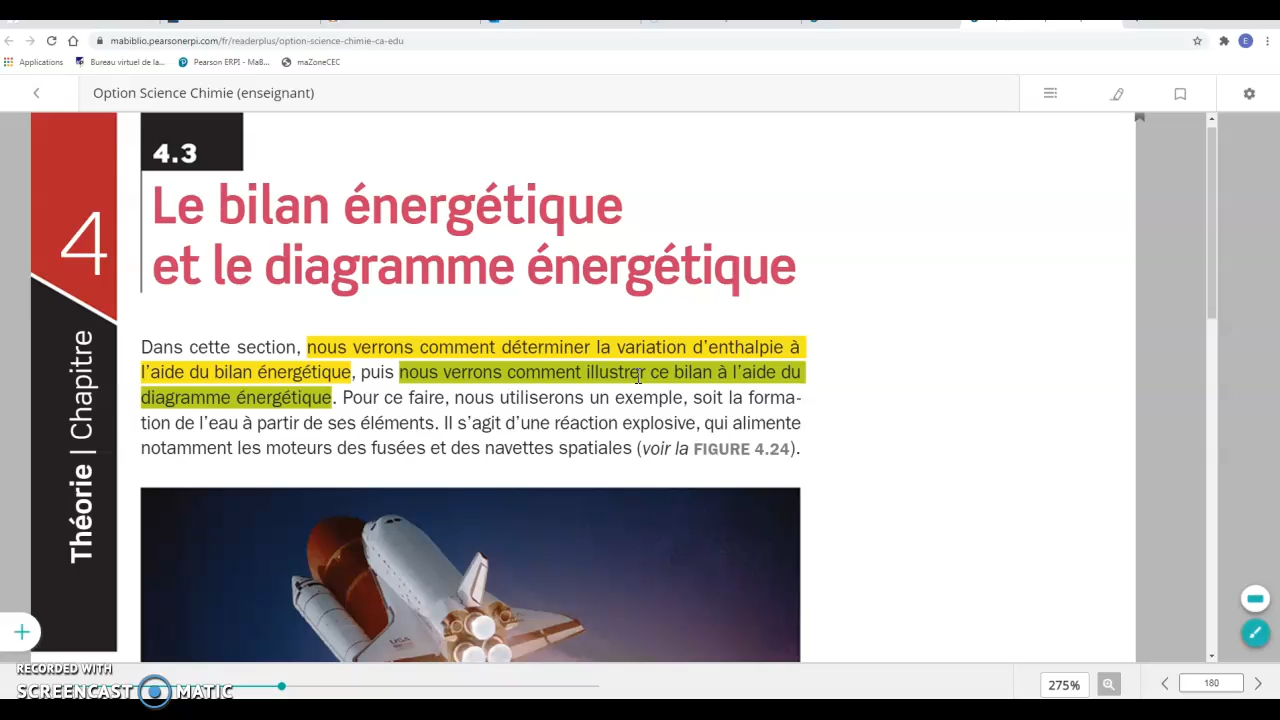 mabiblio.pearsonerpi.com/fr/readerplus/option-science-chimie-ca-edu
E
Applications
Bureau virtuel de la...
Pearson ERPI - MaB...
maZoneCEC
Option Science Chimie (enseignant)
4.3
Le bilan énergétique
et le diagramme énergétique
4
Théorie | Chapitre
Dans cette section, nous verrons comment déterminer la variation d'enthalpie à
l'aide du bilan énergétique, puis nous verrons comment illustrer ce bilan à l'aide du
diagramme énergétique. Pour ce faire, nous utiliserons un exemple, soit la forma-
tion de l'eau à partir de ses éléments. Il s'agit d'une réaction explosive, qui alimente
notamment les moteurs des fusées et des navettes spatiales (voir la FIGURE 4.24).
USA
RECORDED WITH
SCREENCAST MATIC
275%
180